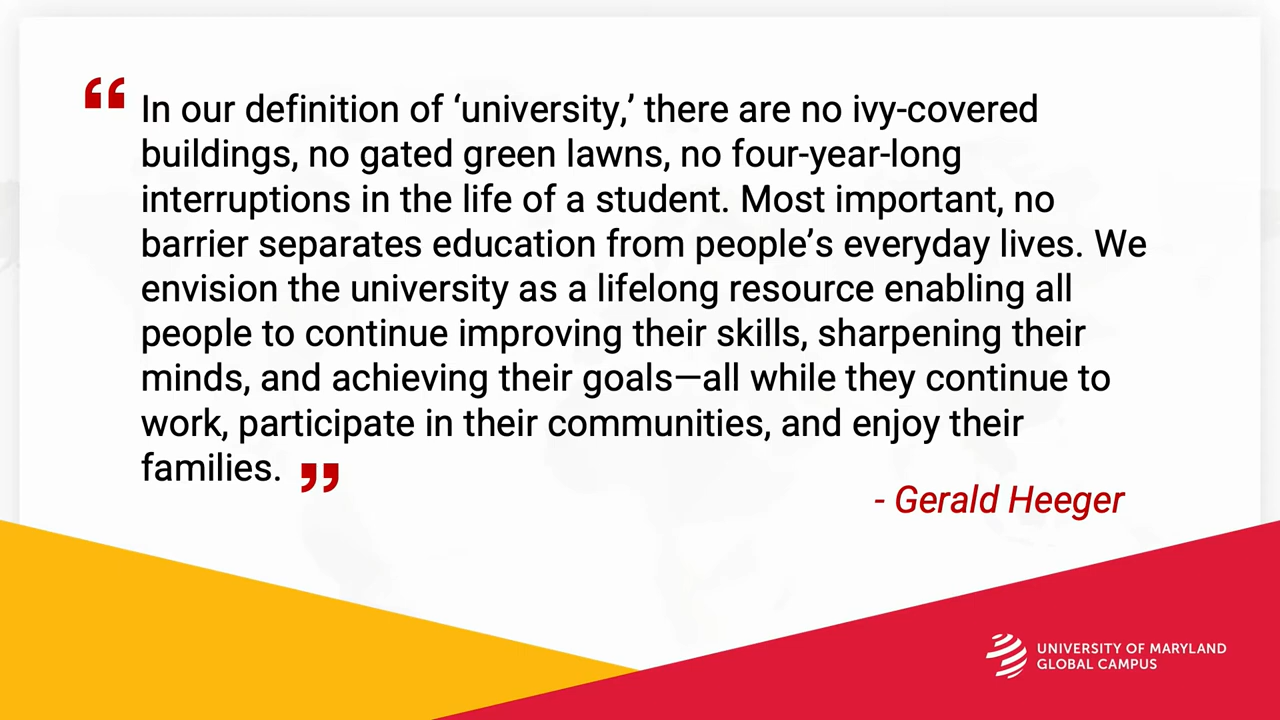 “ In our definition of ‘university,’ there are no ivy-covered
buildings, no gated green lawns, no four-year-long
interruptions in the life of a student. Most important, no
barrier separates education from people’s everyday lives. We
envision the university as a lifelong resource enabling all
people to continue improving their skills, sharpening their
minds, and achieving their goals—all while they continue to
work, participate in their communities, and enjoy their
families. ”
- Gerald Heeger
UNIVERSITY OF MARYLAND
GLOBAL CAMPUS